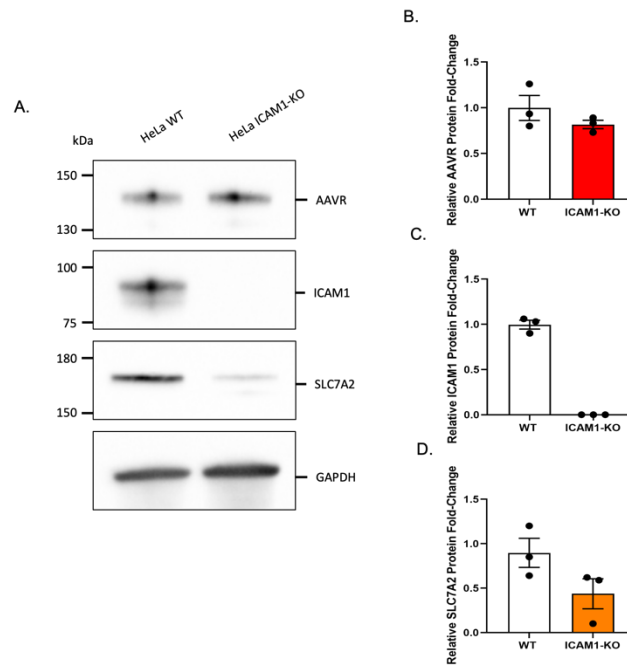 A.
HeLa WT
HeLa ICAM1-KO
kDa
150
130
AAVR
100
75
ICAM1
180
150
SLC7A2
GAPDH
B.
Relative AAVR Protein Fold-Change
1.5
1.0
0.5
0.0
WT ICAM1-KO
C.
Relative ICAM1 Protein Fold-Change
1.5
1.0
0.5
0.0
WT ICAM1-KO
D.
Relative SLC7A2 Protein Fold-Change
1.5
1.0
0.5
0.0
WT ICAM1-KO